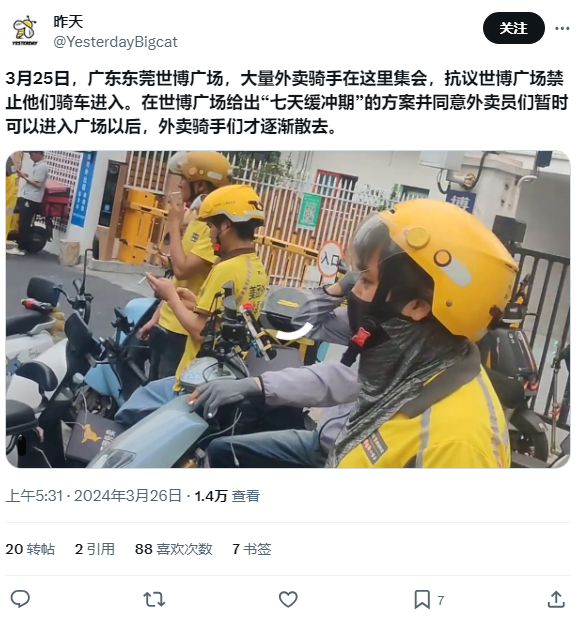 昨天
@YesterdayBigcat
关注
YESTERDAY
3月25日，广东东莞世博广场，大量外卖骑手在这里集会，抗议世博广场禁
止他们骑车进入。在世博广场给出“七天缓冲期”的方案并同意外卖员们暂时
可以进入广场以后，外卖骑手们才逐渐散去。
入口
博
上午5:31 · 2024年3月26日 · 1.4万 查看
20 转帖 2 引用 88 喜欢次数 7 书签
7